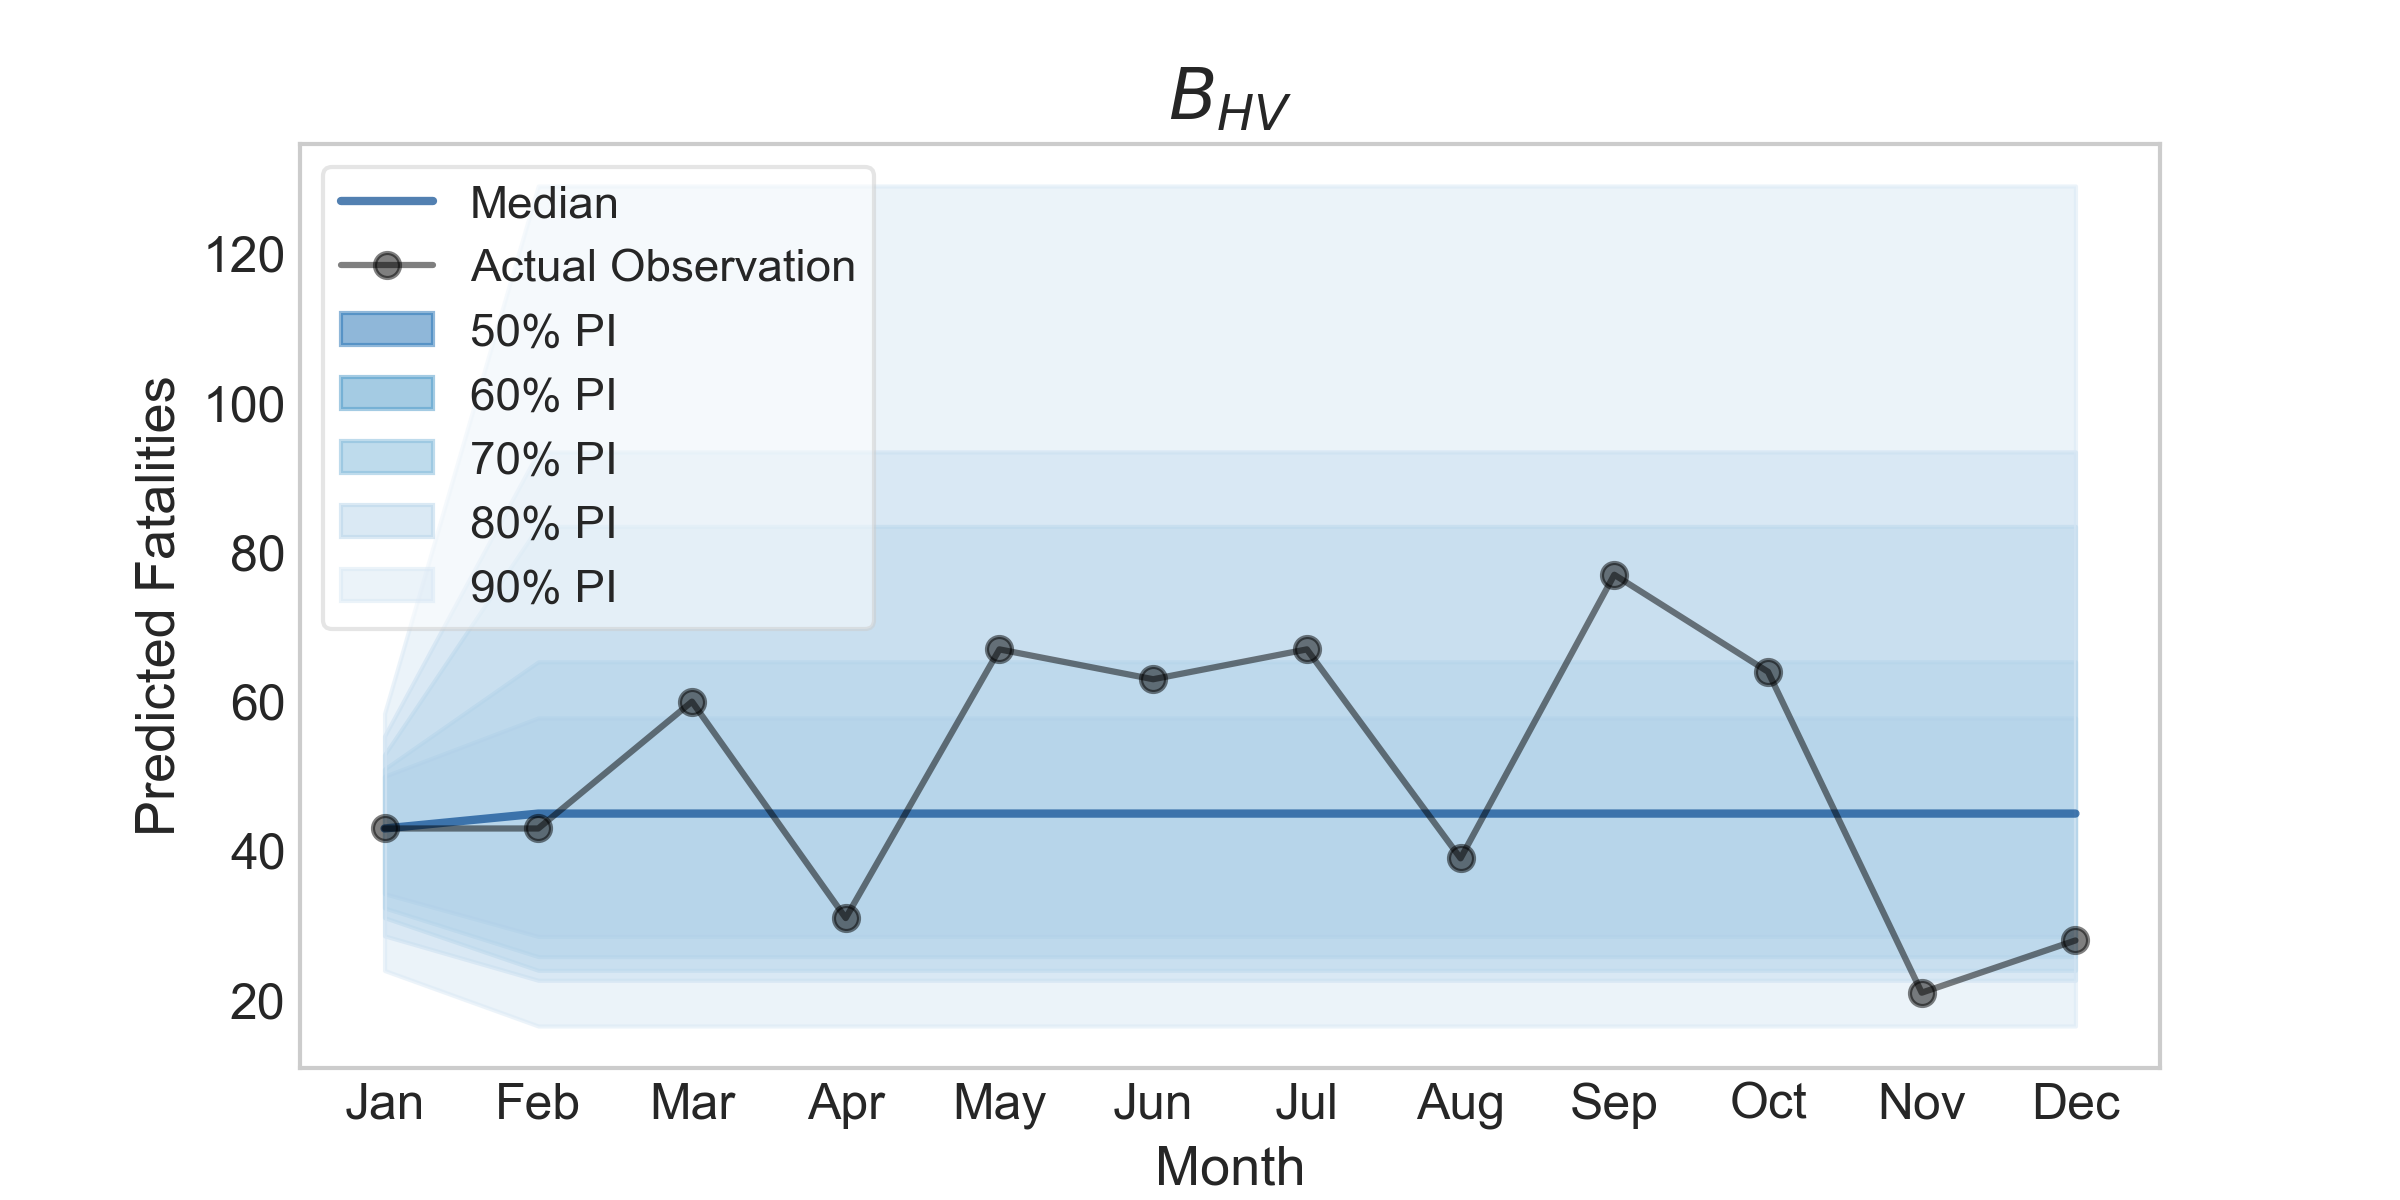 B_HV
Median
Actual Observation
50% PI
60% PI
70% PI
80% PI
90% PI
Predicted Fatalities
120
100
80
60
40
20
Jan Feb Mar Apr May Jun Jul Aug Sep Oct Nov Dec
Month